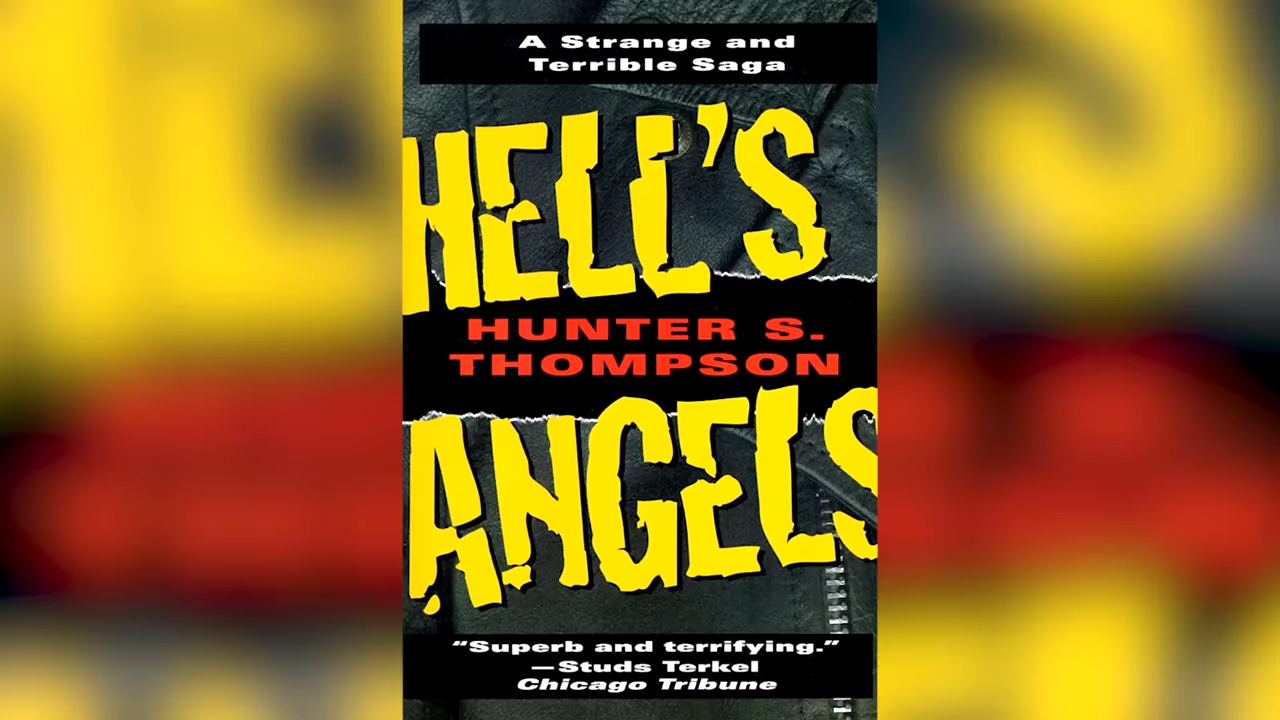 A Strange and
Terrible Saga
HELL'S
HUNTER S.
THOMPSON
ANGELS
“Superb and terrifying.”
—Studs Terkel
Chicago Tribune